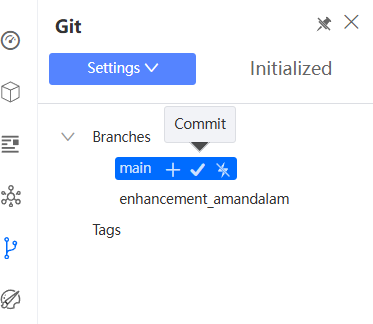 Git
Settings
Initialized
Commit
Branches
main
enhancement_amandalam
Tags